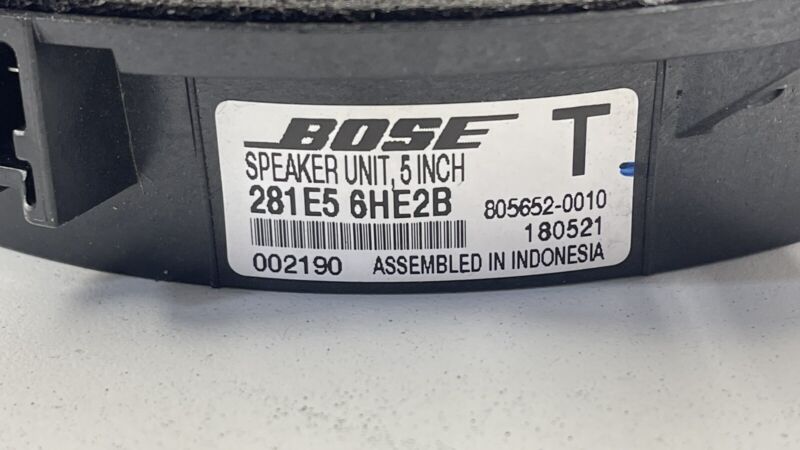 BOSE T
SPEAKER UNIT, 5 INCH
281E5 6HE2B 805652-0010
180521
002190 ASSEMBLED IN INDONESIA